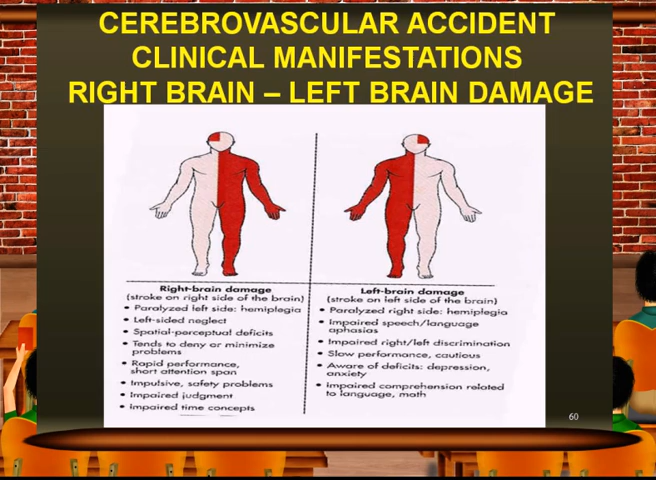 CEREBROVASCULAR ACCIDENT
CLINICAL MANIFESTATIONS
RIGHT BRAIN – LEFT BRAIN DAMAGE
Right-brain damage
(stroke on right side of the brain)
• Paralyzed left side: hemiplegia
• Left-sided neglect
• Spatial-perceptual deficits
• Tends to deny or minimize
problems
• Rapid performance,
short attention span
• Impulsive, safety problems
• Impaired judgment
• Impaired time concepts
Left-brain damage
(stroke on left side of the brain)
• Paralyzed right side: hemiplegia
• Impaired speech/language
aphasias
• Impaired right/left discrimination
• Slow performance, cautious
• Aware of deficits: depression,
anxiety
• Impaired comprehension related
to language, math
60